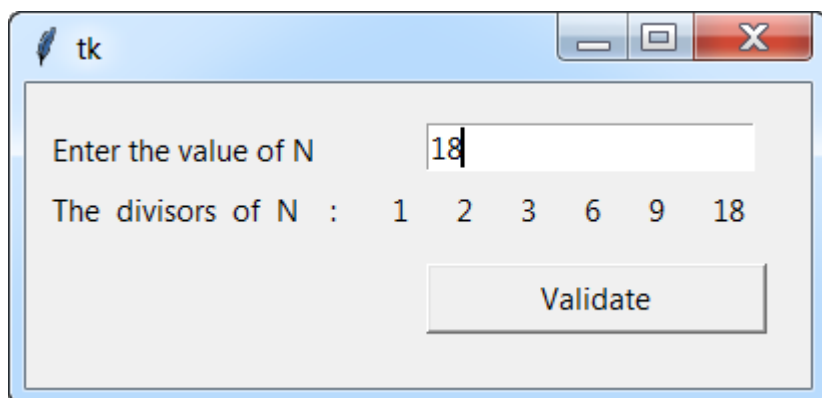 tk
Enter the value of N 18
The divisors of N : 1 2 3 6 9 18
Validate